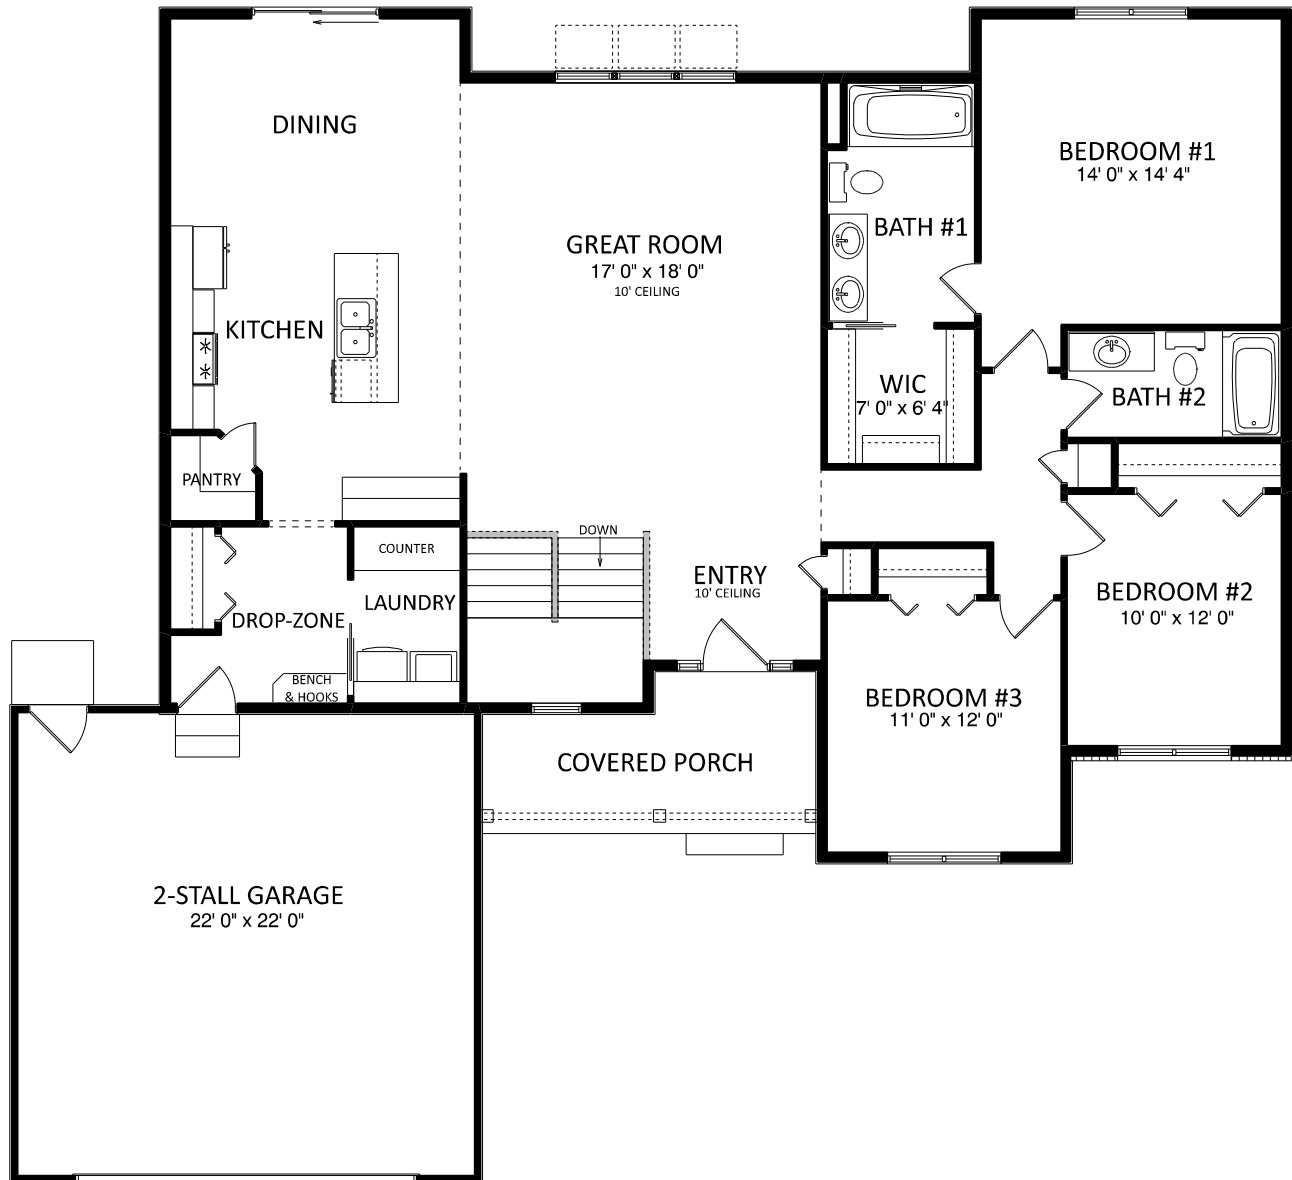 DINING
BEDROOM #1
14' 0" x 14' 4"
BATH #1
GREAT ROOM
17' 0" x 18' 0"
10' CEILING
KITCHEN
WIC
7' 0" x 6' 4"
BATH #2
PANTRY
DOWN
COUNTER
ENTRY
10' CEILING
LAUNDRY
BEDROOM #2
10' 0" x 12' 0"
DROP-ZONE
BENCH
& HOOKS
BEDROOM #3
11' 0" x 12' 0"
COVERED PORCH
2-STALL GARAGE
22' 0" x 22' 0"